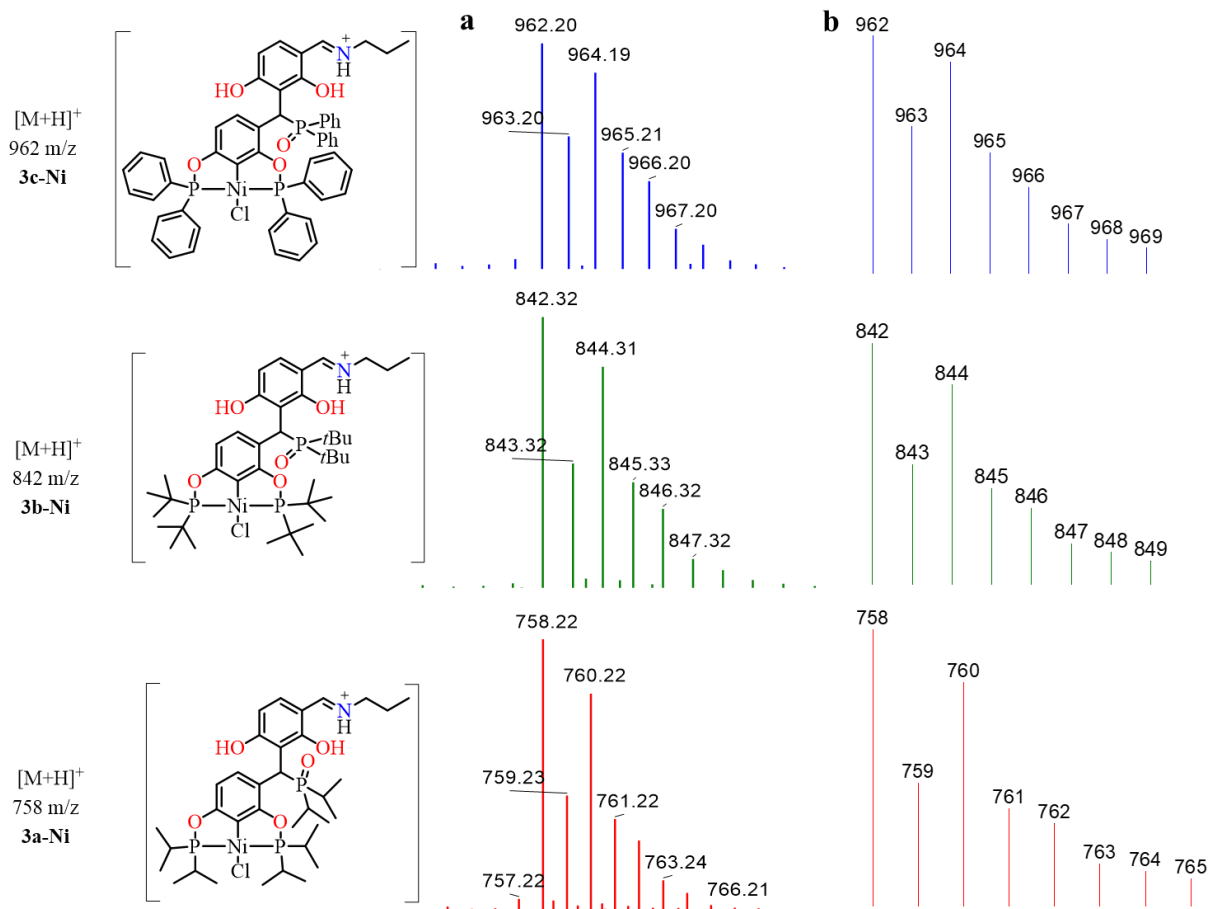 a
b
[M+H]+
962 m/z
3c-Ni
+
N
H
HO
OH
P
Ph
Ph
O
O
O
P
Ni
P
Cl
962.20
964.19
963.20
965.21
966.20
967.20
962
964
963
965
966
967
968
969
[M+H]+
842 m/z
3b-Ni
+
N
H
HO
OH
P
tBu
tBu
O
O
O
P
Ni
P
Cl
842.32
844.31
843.32
845.33
846.32
847.32
842
844
843
845
846
847
848
849
[M+H]+
758 m/z
3a-Ni
+
N
H
HO
OH
O
P
O
O
P
Ni
P
Cl
758.22
760.22
759.23
761.22
763.24
757.22
766.21
758
760
759
761
762
763
764
765